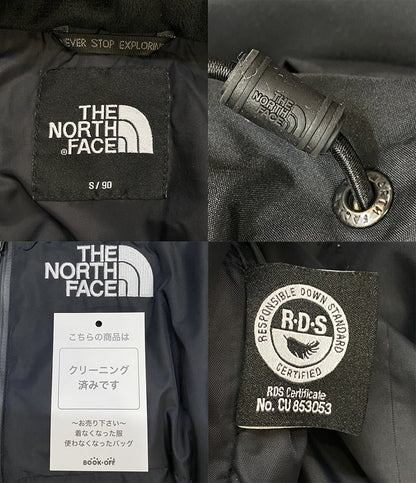 NEVER STOP EXPLORING
THE
NORTH
FACE
®
S/90
THE
NORTH
FACE
THE
NORTH
FACE
こちらの商品は
クリーニング
済みです
〜お売り下さい〜
着なくなった服
使わなくなったバッグ
BOOK-OFF
RESPONSIBLE DOWN STANDARD
R·D·S
CERTIFIED
RDS Certificate
No. CU 853053